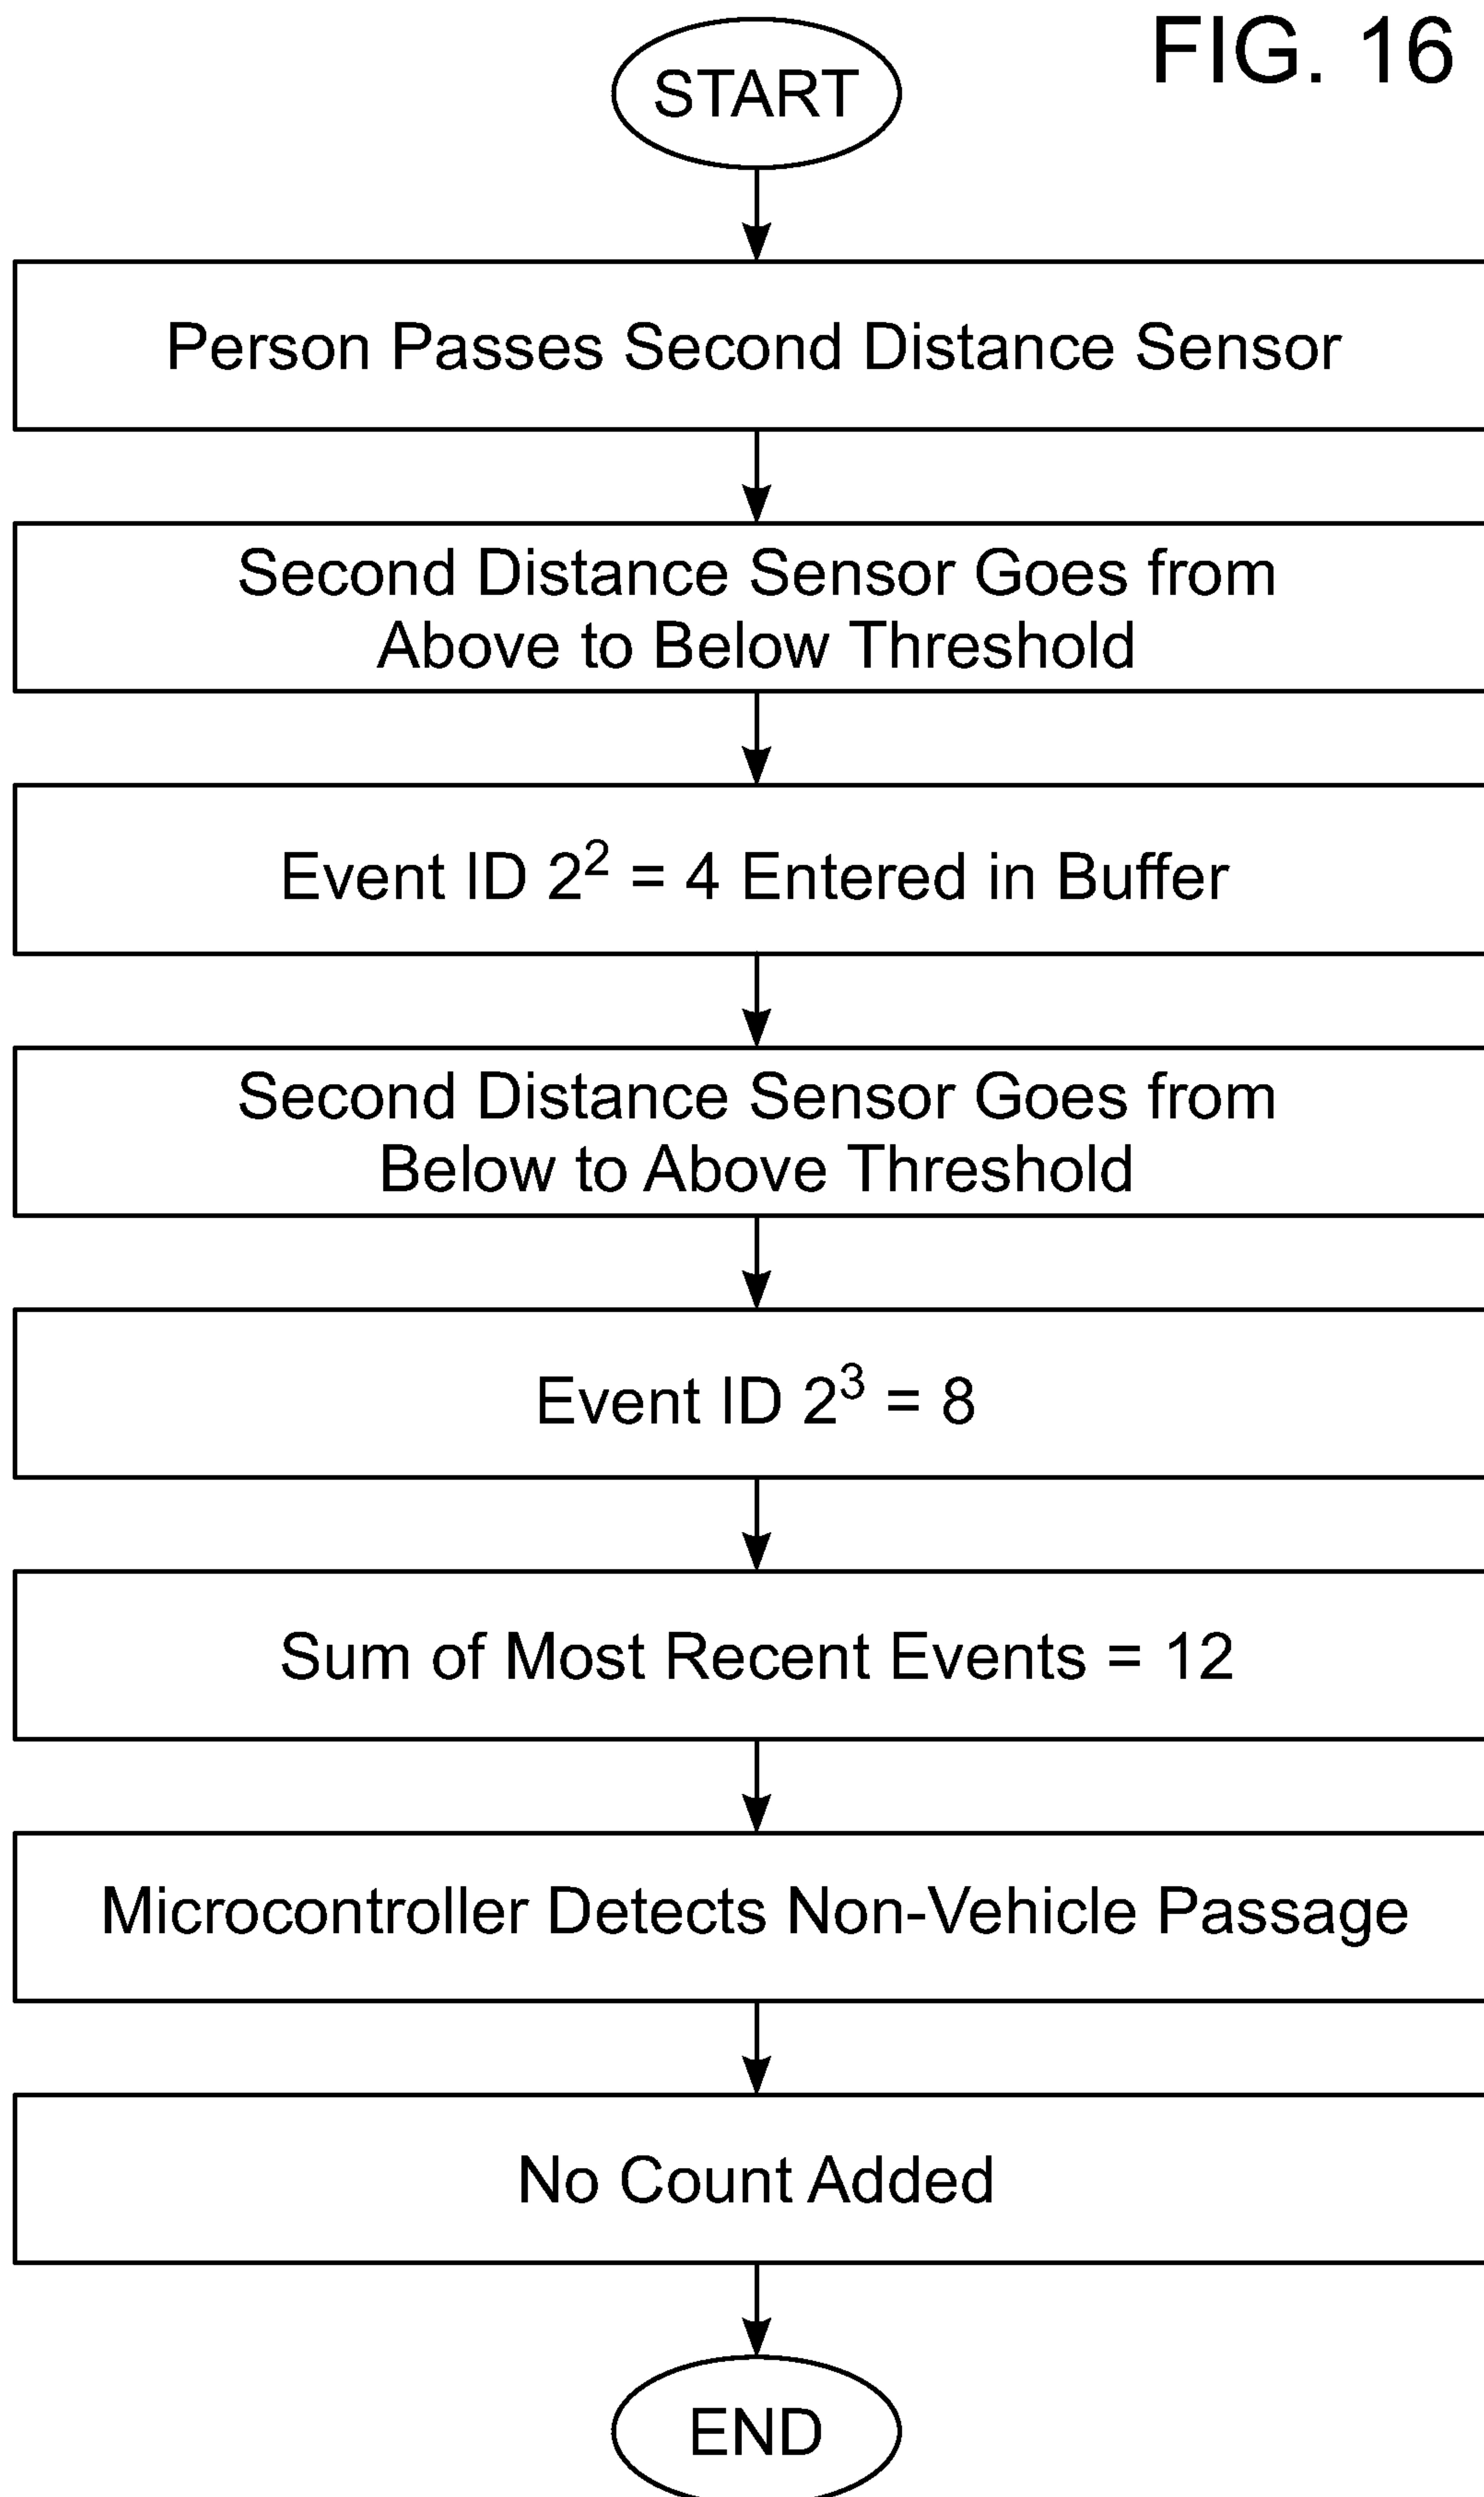 FIG. 16
START
Person Passes Second Distance Sensor
Second Distance Sensor Goes from
Above to Below Threshold
Event ID 2² = 4 Entered in Buffer
Second Distance Sensor Goes from
Below to Above Threshold
Event ID 2³ = 8
Sum of Most Recent Events = 12
Microcontroller Detects Non-Vehicle Passage
No Count Added
END